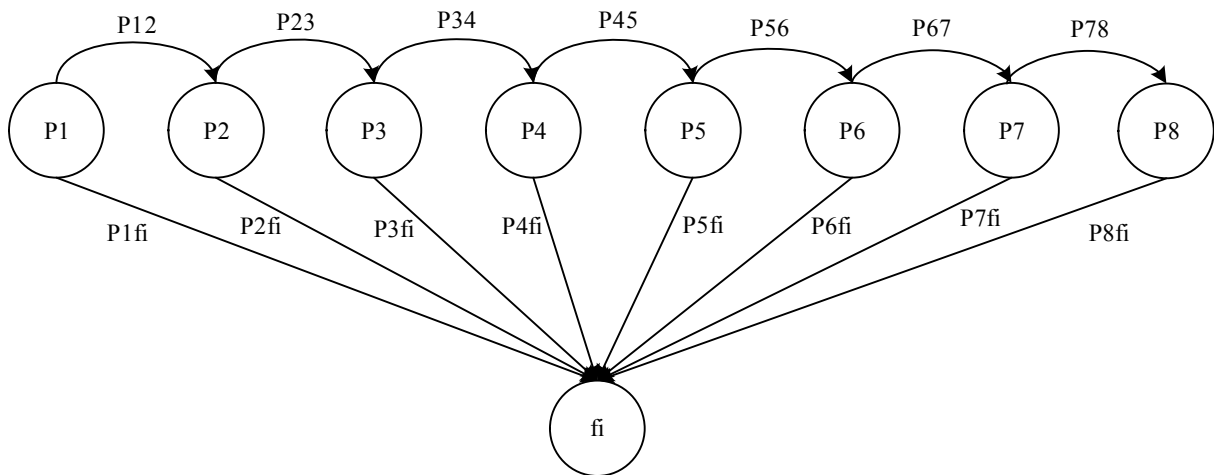 P12 P23 P34 P45 P56 P67 P78
P1 P2 P3 P4 P5 P6 P7 P8
P1fi P2fi P3fi P4fi P5fi P6fi P7fi P8fi
fi